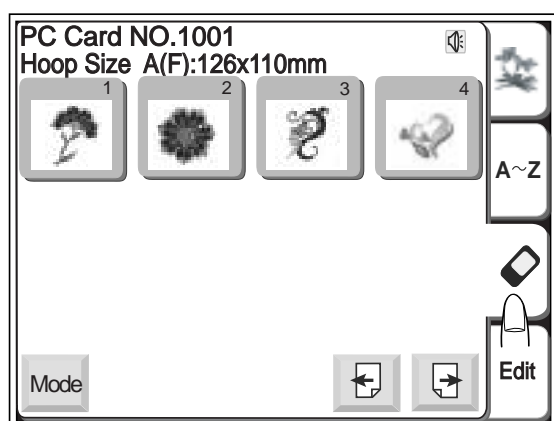 PC Card NO.1001
Hoop Size A(F):126x110mm
1 2 3 4
A~Z
Mode
Edit